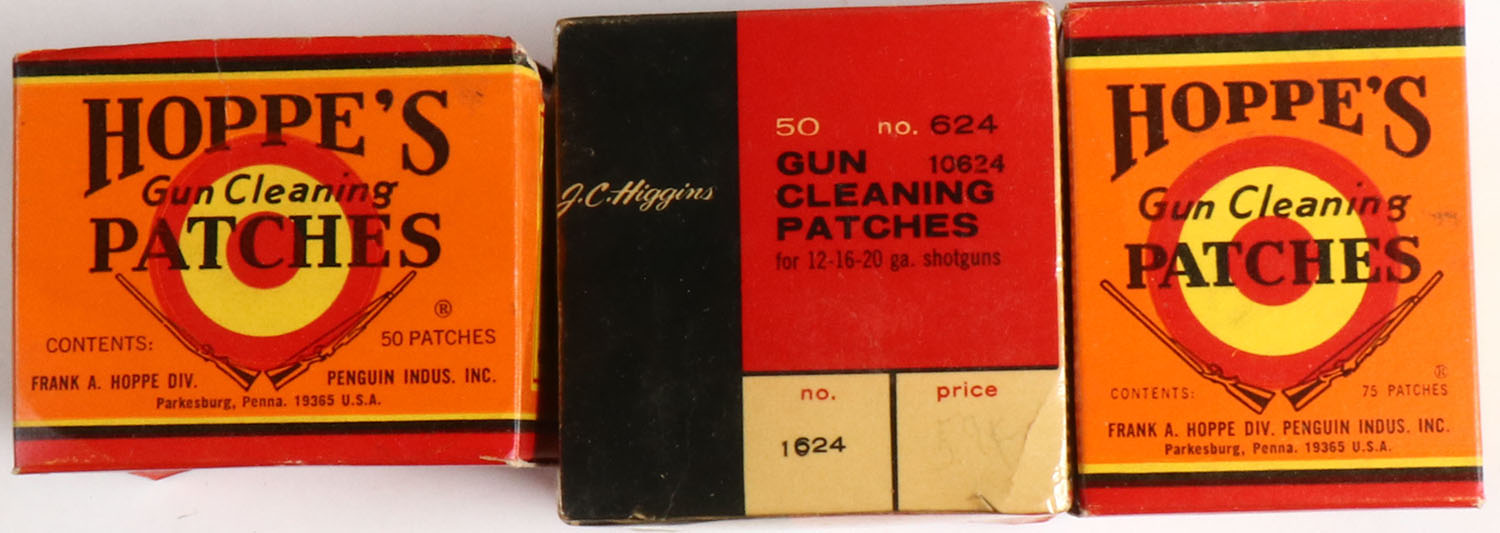 HOPPE'S
Gun Cleaning
PATCHES
®
CONTENTS: 50 PATCHES
FRANK A. HOPPE DIV. PENGUIN INDUS. INC.
Parkesburg, Penna. 19365 U.S.A.
J.C. Higgins
50 no. 624
GUN 10624
CLEANING
PATCHES
for 12-16-20 ga. shotguns
no. price
1624
HOPPE'S
Gun Cleaning
PATCHES
®
CONTENTS: 75 PATCHES
FRANK A. HOPPE DIV. PENGUIN INDUS. INC.
Parkesburg, Penna. 19365 U.S.A.